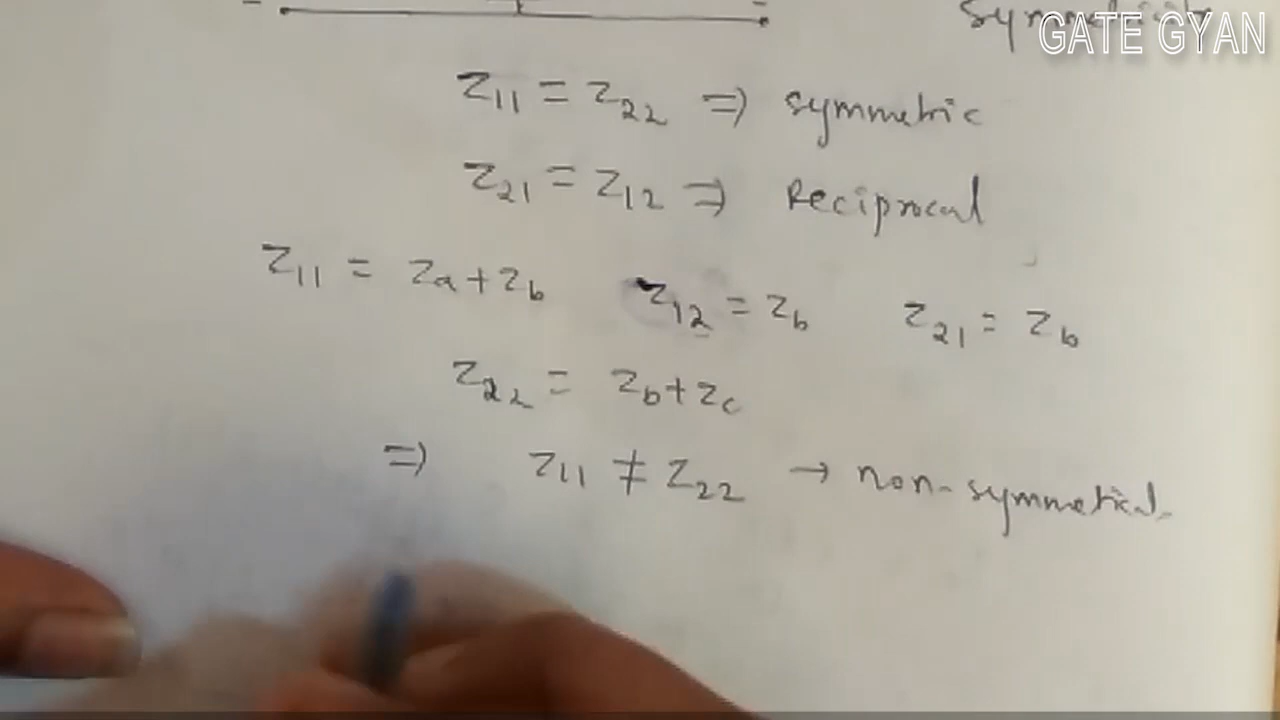 GATE GYAN
Z11 = Z22 => symmetric
Z21 = Z12 => Reciprocal
Z11 = Za + Zb Z12 = Zb Z21 = Zb
Z22 = Zb + Zc
=> Z11 ≠ Z22 → non-symmetical